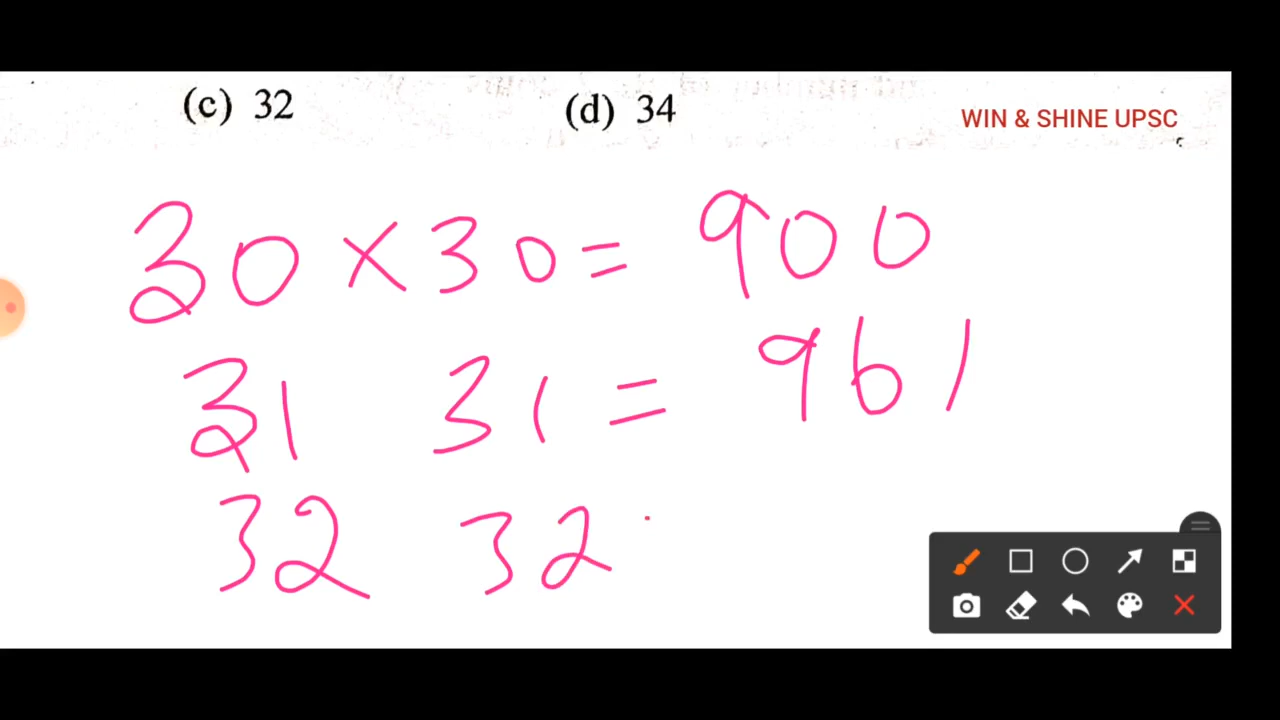 (c) 32 (d) 34
WIN & SHINE UPSC
30 × 30 = 900
31 31 = 961
32 32